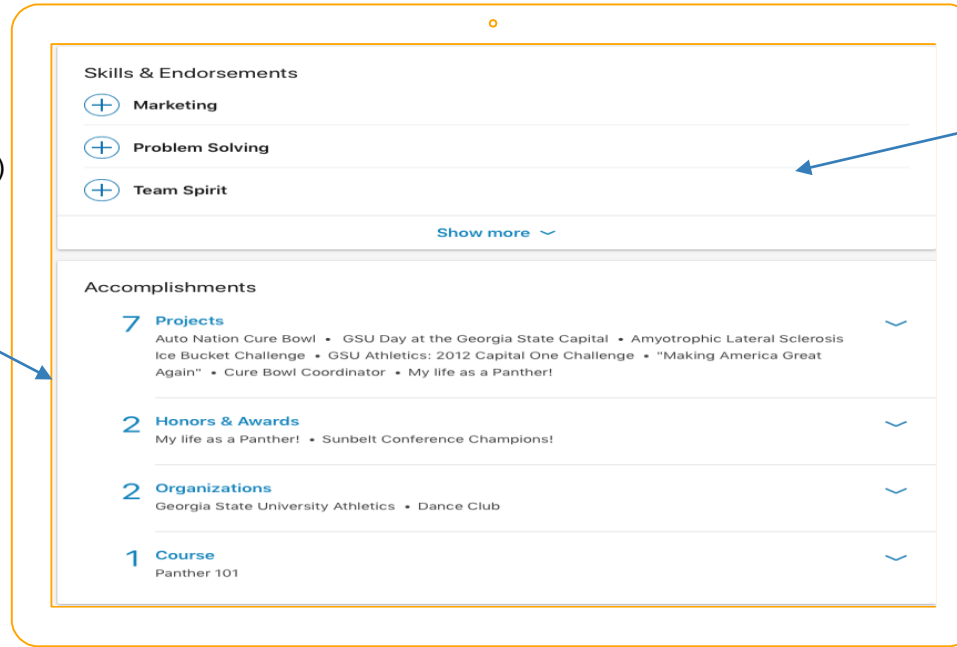 Skills & Endorsements
Marketing
Problem Solving
)
Team Spirit
Show more
Accomplishments
7 Projects
Auto Nation Cure Bowl • GSU Day at the Georgia State Capital • Amyotrophic Lateral Sclerosis
Ice Bucket Challenge • GSU Athletics: 2012 Capital One Challenge • "Making America Great
Again" • Cure Bowl Coordinator • My life as a Panther!
2 Honors & Awards
My life as a Panther! • Sunbelt Conference Champions!
2 Organizations
Georgia State University Athletics • Dance Club
1 Course
Panther 101